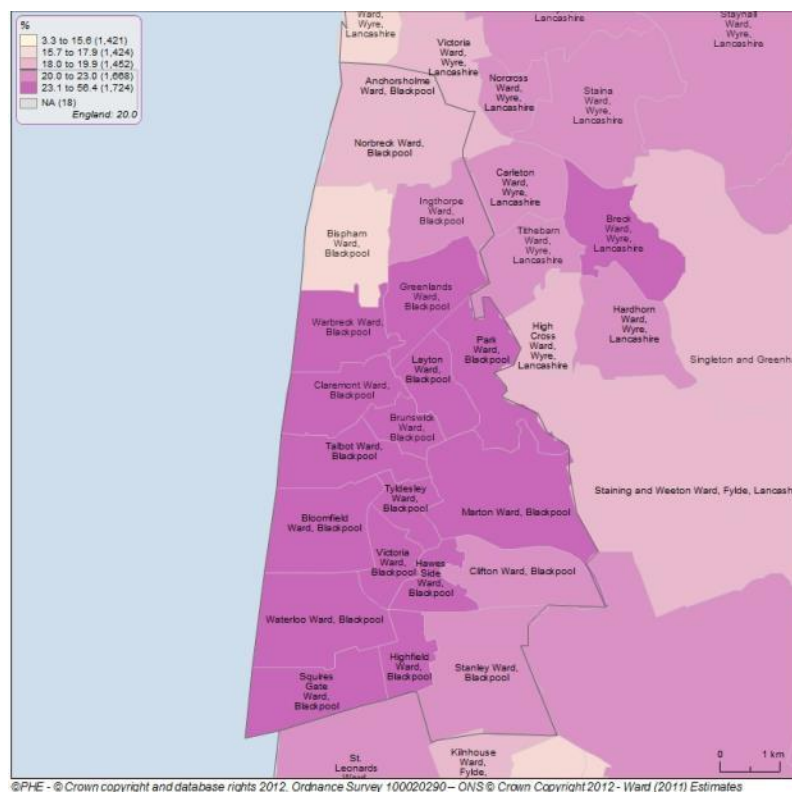 %
3.3 to 15.6 (1,421)
15.7 to 17.9 (1,424)
18.0 to 19.9 (1,452)
20.0 to 23.0 (1,668)
23.1 to 56.4 (1,724)
NA (18)
England: 20.0
Ward,
Wyre,
Lancashire
Victoria
Ward,
Wyre,
Lancashire
Lancashire
Staynall
Ward,
Wyre,
Lancashire
Anchorsholme
Ward, Blackpool
Norcross
Ward,
Wyre,
Lancashire
Staina
Ward,
Wyre,
Lancashire
Norbreck Ward,
Blackpool
Carleton
Ward,
Wyre,
Lancashire
Ingthorpe
Ward,
Blackpool
Bispham
Ward,
Blackpool
Tithebarn
Ward,
Wyre,
Lancashire
Breck
Ward,
Wyre,
Lancashire
Greenlands
Ward,
Blackpool
Warbreck Ward,
Blackpool
Park
Ward,
Blackpool
High
Cross
Ward,
Wyre,
Lancashire
Hardhorn
Ward,
Wyre,
Lancashire
Layton
Ward,
Blackpool
Singleton and Greenh
Claremont Ward,
Blackpool
Brunswick
Ward,
Blackpool
Talbot Ward,
Blackpool
Tyldesley
Ward,
Blackpool
Staining and Weeton Ward, Fylde, Lancash
Bloomfield
Ward, Blackpool
Marton Ward, Blackpool
Victoria
Ward,
Blackpool
Hawes
Side
Ward,
Blackpool
Clifton Ward, Blackpool
Waterloo Ward, Blackpool
Highfield
Ward,
Blackpool
Stanley Ward,
Blackpool
Squires
Gate
Ward,
Blackpool
St.
Leonards
Ward
Kilnhouse
Ward,
Fylde,
0 1 km
©PHE - © Crown copyright and database rights 2012, Ordnance Survey 100020290 – ONS © Crown Copyright 2012 - Ward (2011) Estimates